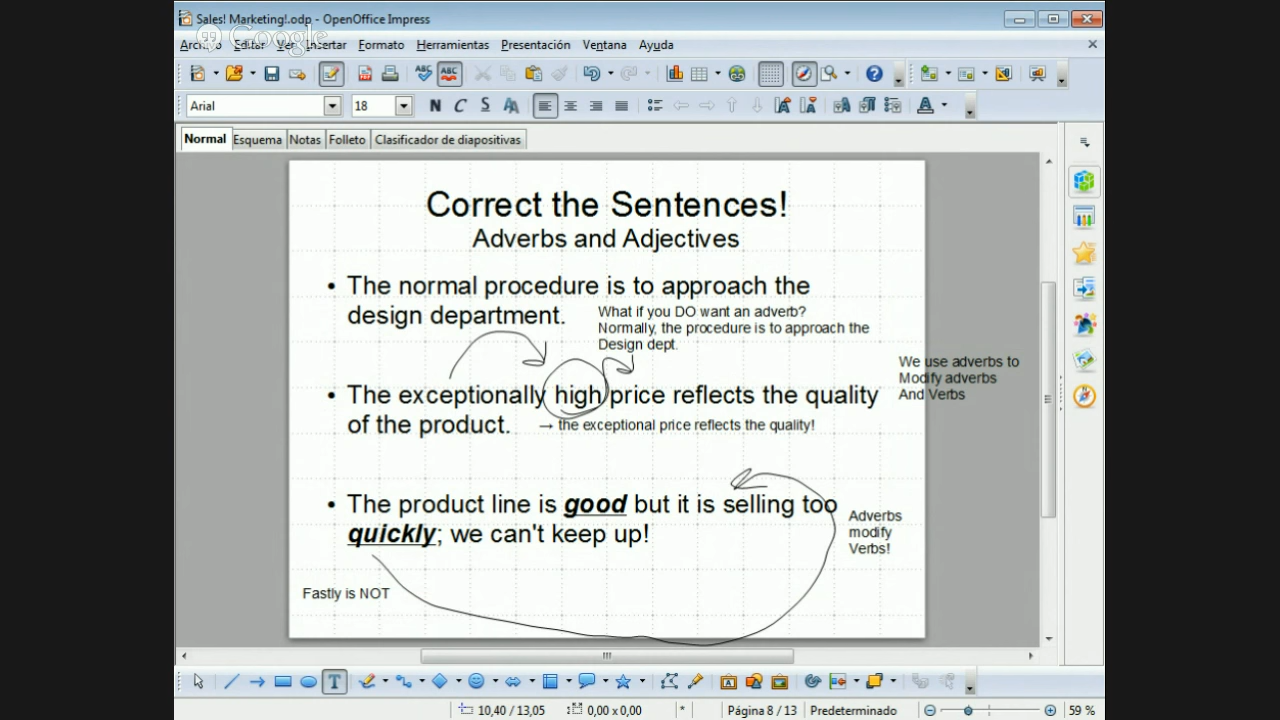 Sales! Marketing!.odp - OpenOffice Impress
Google
Archivo Editar Ver Insertar Formato Herramientas Presentación Ventana Ayuda
Arial 18 N C S A
Normal Esquema Notas Folleto Clasificador de diapositivas
Correct the Sentences!
Adverbs and Adjectives
• The normal procedure is to approach the
design department.
What if you DO want an adverb?
Normally, the procedure is to approach the
Design dept.
We use adverbs to
Modify adverbs
And Verbs
• The exceptionally high price reflects the quality
of the product.
→ the exceptional price reflects the quality!
• The product line is good but it is selling too
quickly; we can't keep up!
Adverbs
modify
Verbs!
Fastly is NOT
10,40 / 13,05 0,00 x 0,00 * Página 8 / 13 Predeterminado 59 %